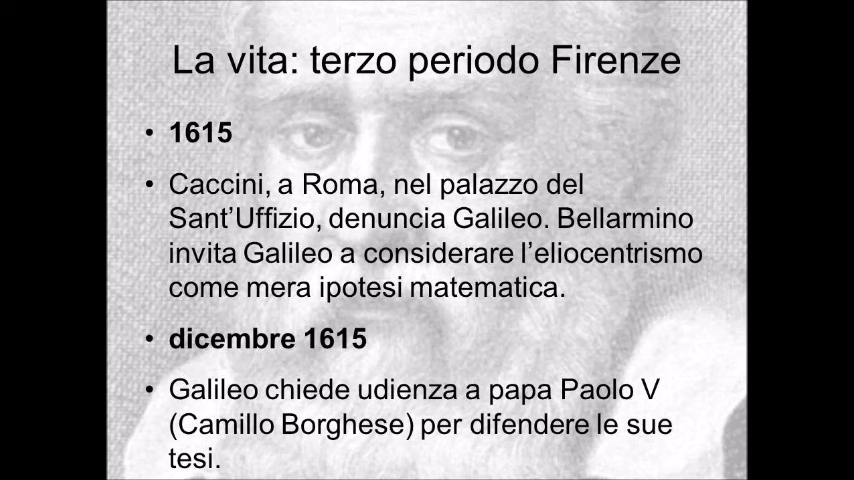 La vita: terzo periodo Firenze
• 1615
• Caccini, a Roma, nel palazzo del
Sant’Uffizio, denuncia Galileo. Bellarmino
invita Galileo a considerare l’eliocentrismo
come mera ipotesi matematica.
• dicembre 1615
• Galileo chiede udienza a papa Paolo V
(Camillo Borghese) per difendere le sue
tesi.